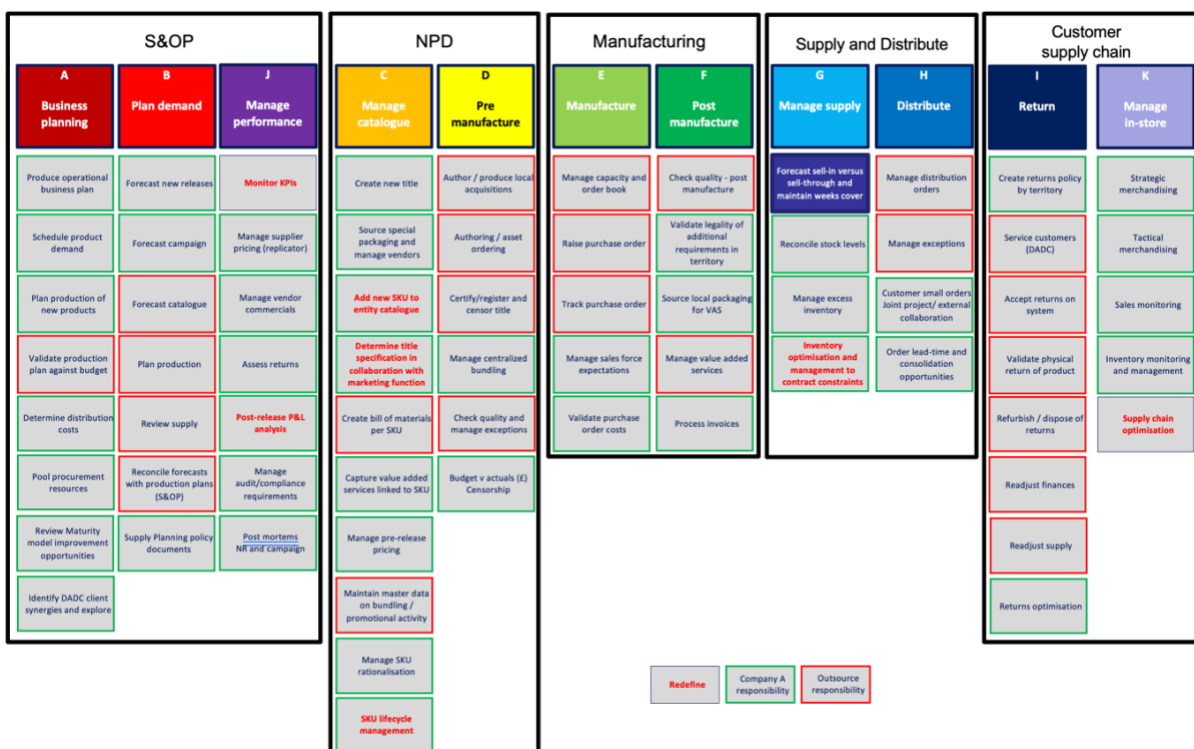 S&OP
A
Business
planning
Produce operational
business plan
Schedule product
demand
Plan production of
new products
Validate production
plan against budget
Determine distribution
costs
Pool procurement
resources
Review Maturity
model improvement
opportunities
Identify DADC client
synergies and explore
B
Plan demand
Forecast new releases
Forecast campaign
Forecast catalogue
Plan production
Review supply
Reconcile forecasts
with production plans
(S&OP)
Supply Planning policy
documents
J
Manage
performance
Monitor KPIs
Manage supplier
pricing (replicator)
Manage vendor
commercials
Assess returns
Post-release P&L
analysis
Manage
audit/compliance
requirements
Post mortems
NR and campaign
NPD
C
Manage
catalogue
Create new title
Source special
packaging and
manage vendors
Add new SKU to
entity catalogue
Determine title
specification in
collaboration with
marketing function
Create bill of materials
per SKU
Capture value added
services linked to SKU
Manage pre-release
pricing
Maintain master data
on bundling /
promotional activity
Manage SKU
rationalisation
SKU lifecycle
management
D
Pre
manufacture
Author / produce local
acquisitions
Authoring / asset
ordering
Certify/register and
censor title
Manage centralized
bundling
Check quality and
manage exceptions
Budget v actuals (£)
Censorship
Manufacturing
E
Manufacture
Manage capacity and
order book
Raise purchase order
Track purchase order
Manage sales force
expectations
Validate purchase
order costs
F
Post
manufacture
Check quality - post
manufacture
Validate legality of
additional
requirements in
territory
Source local packaging
for VAS
Manage value added
services
Process invoices
Supply and Distribute
G
Manage supply
Forecast sell-in versus
sell-through and
maintain weeks cover
Reconcile stock levels
Manage excess
inventory
Inventory
optimisation and
management to
contract constraints
H
Distribute
Manage distribution
orders
Manage exceptions
Customer small orders
Joint project/ external
collaboration
Order lead-time and
consolidation
opportunities
Customer
supply chain
I
Return
Create returns policy
by territory
Service customers
(DADC)
Accept returns on
system
Validate physical
return of product
Refurbish / dispose of
returns
Readjust finances
Readjust supply
Returns optimisation
K
Manage
in-store
Strategic
merchandising
Tactical
merchandising
Sales monitoring
Inventory monitoring
and management
Supply chain
optimisation
Redefine
Company A
responsibility
Outsource
responsibility